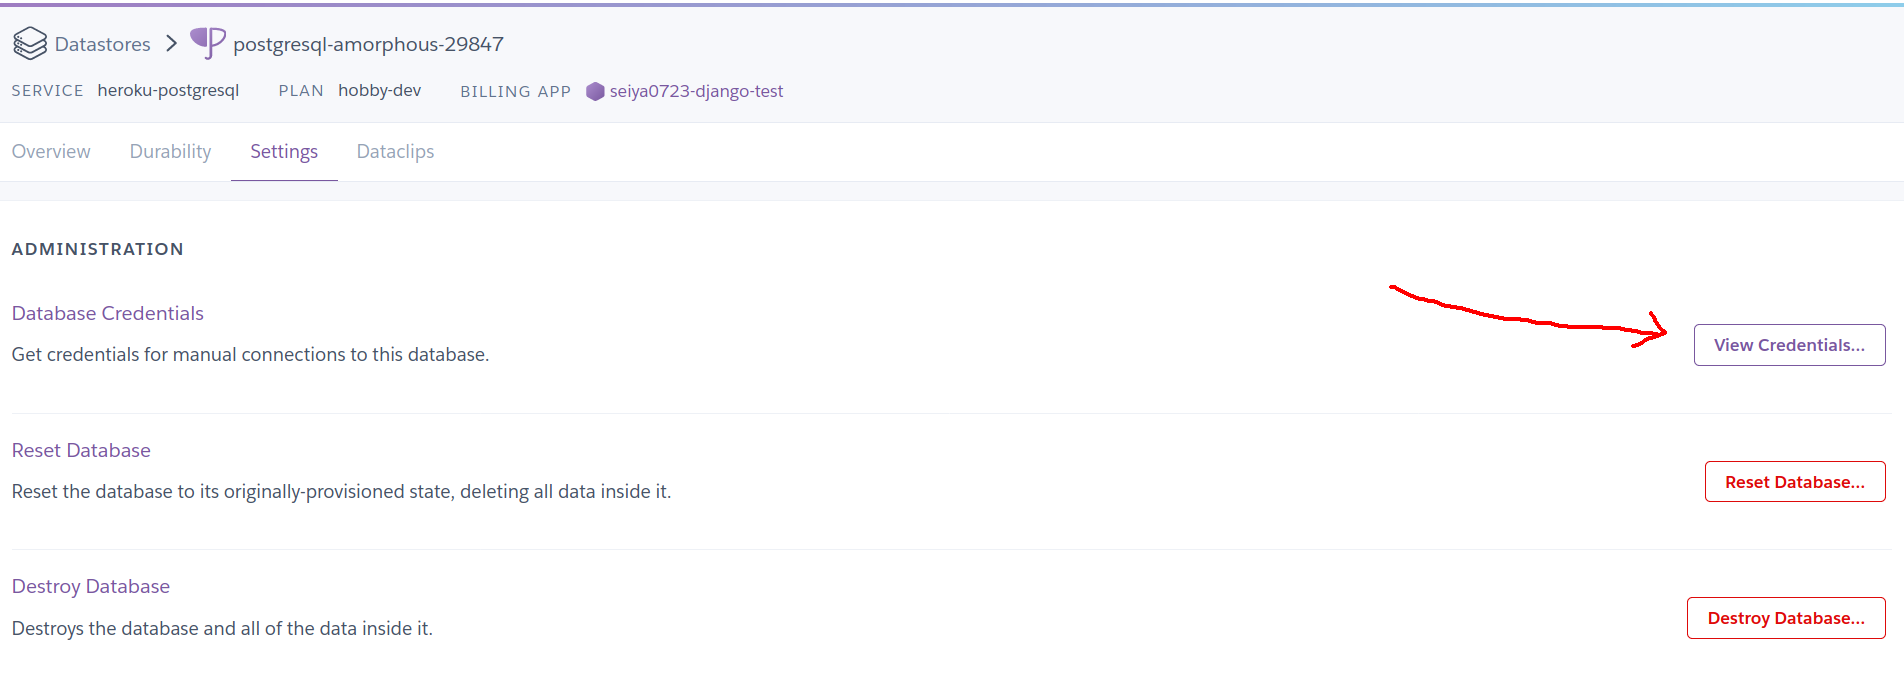 Datastores postgresql-amorphous-29847
SERVICE heroku-postgresql PLAN hobby-dev BILLING APP seiya0723-django-test
Overview Durability Settings Dataclips
ADMINISTRATION
Database Credentials
Get credentials for manual connections to this database.
View Credentials...
Reset Database
Reset the database to its originally-provisioned state, deleting all data inside it.
Reset Database...
Destroy Database
Destroys the database and all of the data inside it.
Destroy Database...